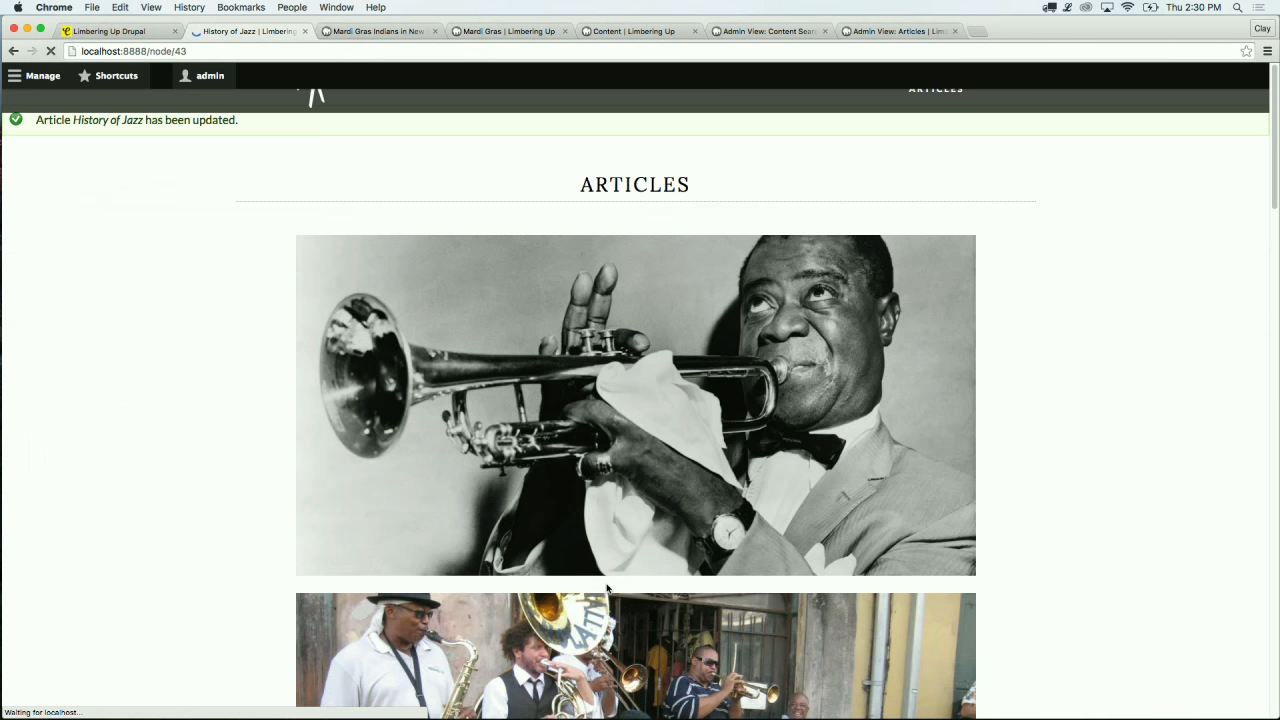 Chrome File Edit View History Bookmarks People Window Help Thu 2:30 PM
Limbering Up Drupal History of Jazz | Limbering Mardi Gras Indians in New Mardi Gras | Limbering Up Content | Limbering Up Admin View: Content Sear Admin View: Articles | Lim Clay
localhost:8888/node/43
Manage Shortcuts admin
ARTICLES
Article History of Jazz has been updated.
ARTICLES
Waiting for localhost...